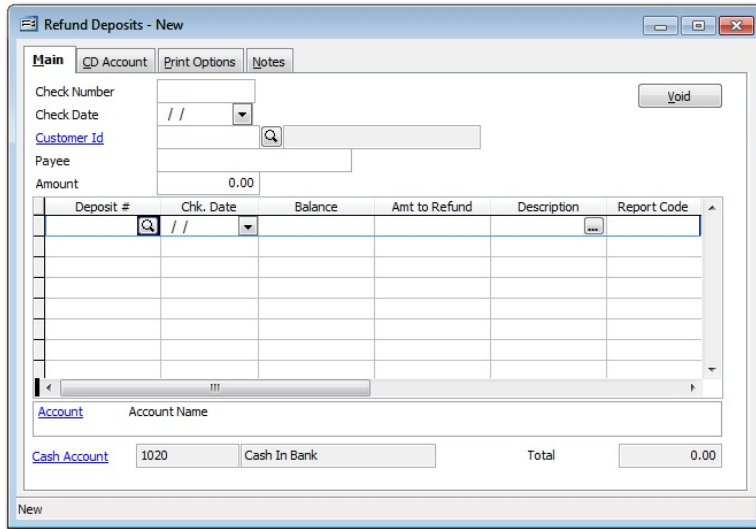 Refund Deposits - New
Main CD Account Print Options Notes
Check Number
Void
Check Date / /
Customer Id
Payee
Amount 0.00
Deposit # Chk. Date Balance Amt to Refund Description Report Code
/ / ...
Account Account Name
Cash Account 1020 Cash In Bank Total 0.00
New